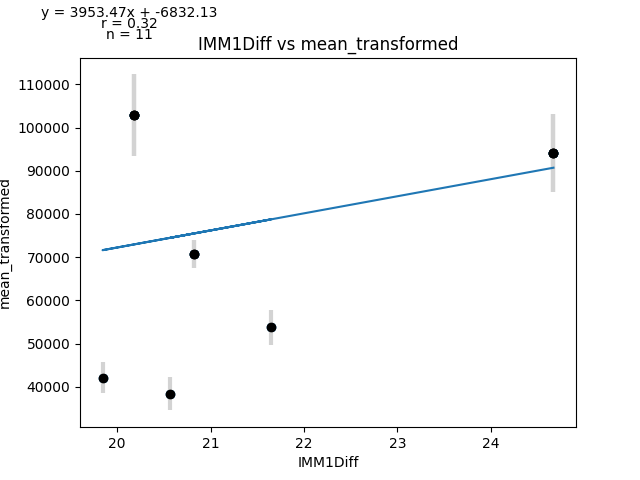 y = 3953.47x + -6832.13
r = 0.32
n = 11
IMM1Diff vs mean_transformed
mean_transformed
110000
100000
90000
80000
70000
60000
50000
40000
20
21
22
23
24
IMM1Diff